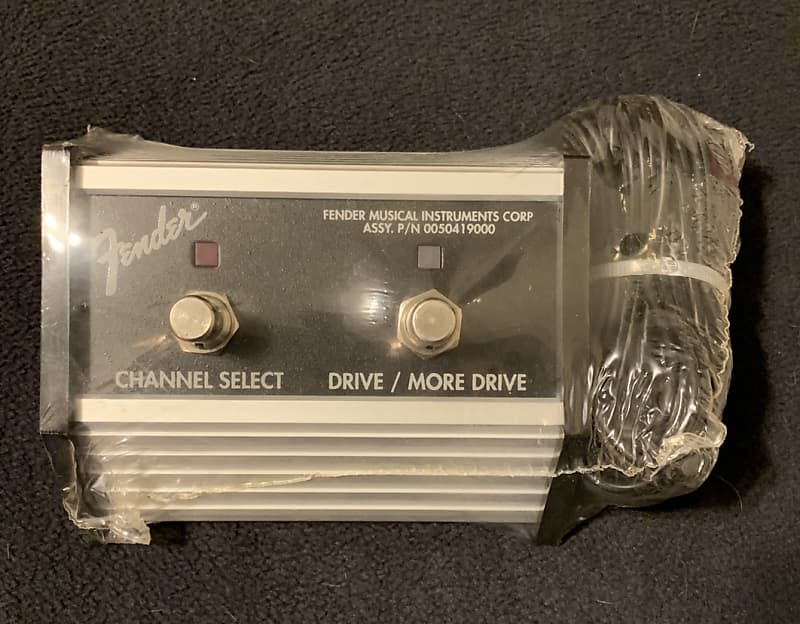 Fender®
FENDER MUSICAL INSTRUMENTS CORP
ASSY. P/N 0050419000
CHANNEL SELECT
DRIVE / MORE DRIVE